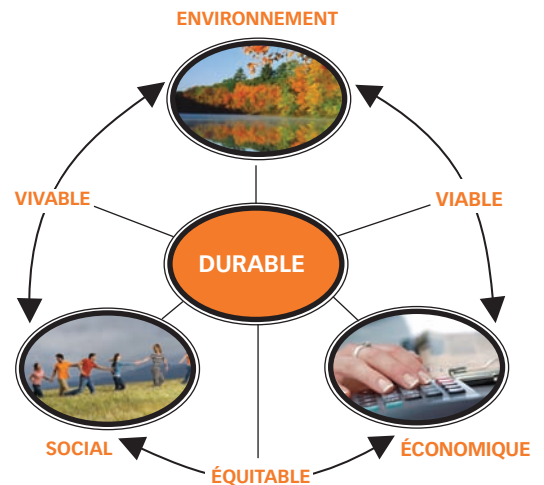 ENVIRONNEMENT
VIVABLE
VIABLE
DURABLE
SOCIAL
ÉCONOMIQUE
ÉQUITABLE